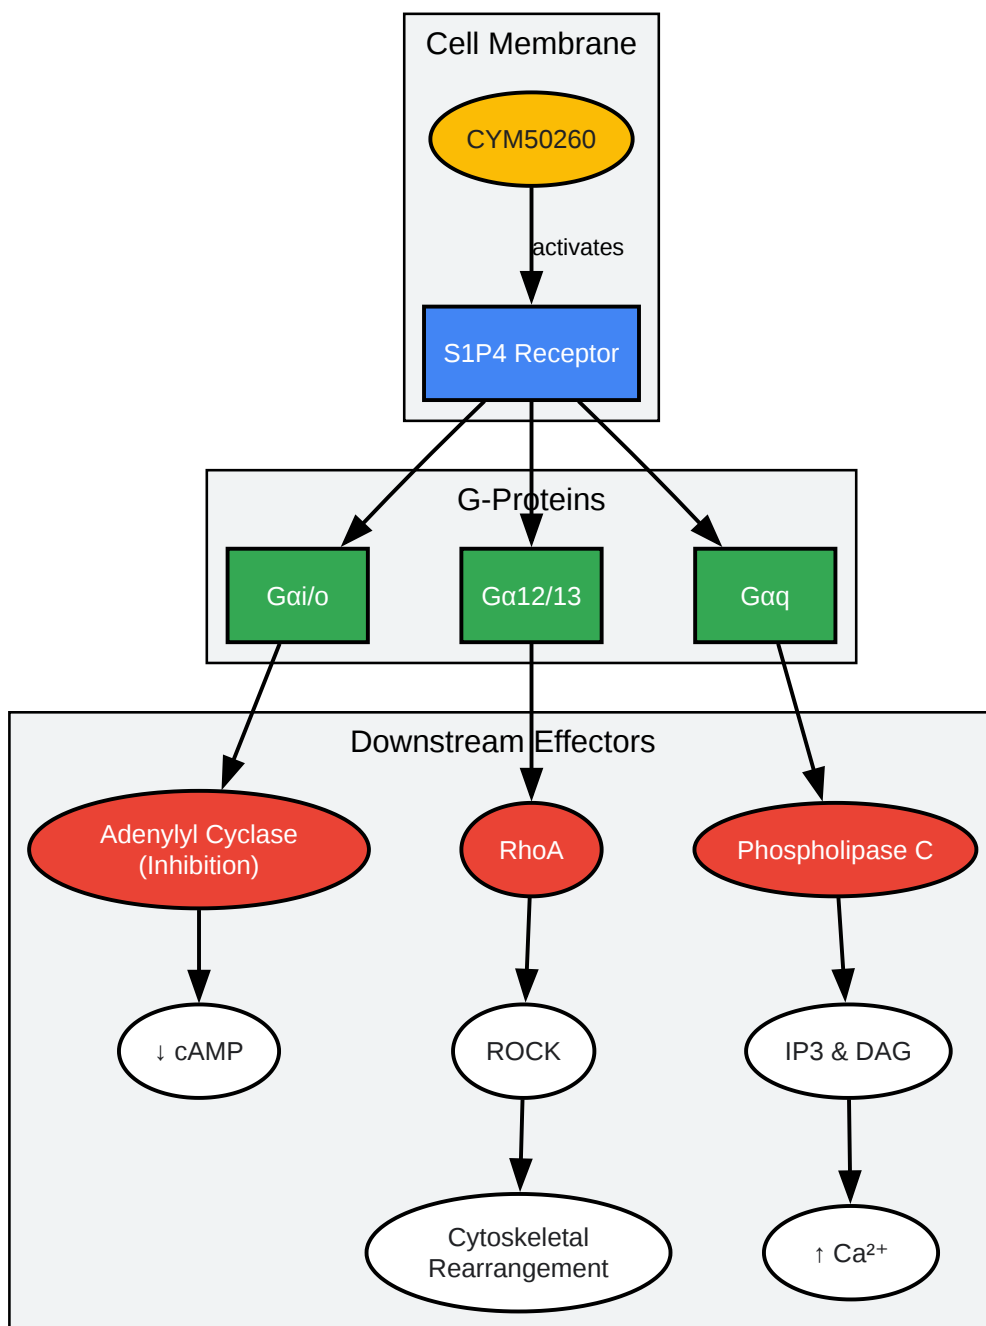 Cell Membrane
CYM50260
activates
S1P4 Receptor
G-Proteins
Gαi/o
Gα12/13
Gαq
Downstream Effectors
Adenylyl Cyclase
(Inhibition)
RhoA
Phospholipase C
↓ cAMP
ROCK
IP3 & DAG
Cytoskeletal
Rearrangement
↑ Ca²⁺